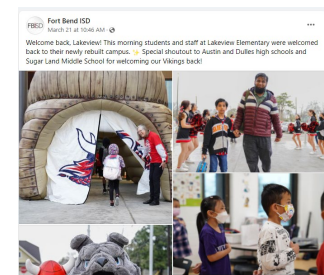 FBISD
Fort Bend ISD
March 21 at 10:46 AM ·
Welcome back, Lakeview! This morning students and staff at Lakeview Elementary were welcomed
back to their newly rebuilt campus. ✨ Special shoutout to Austin and Dulles high schools and
Sugar Land Middle School for welcoming our Vikings back!